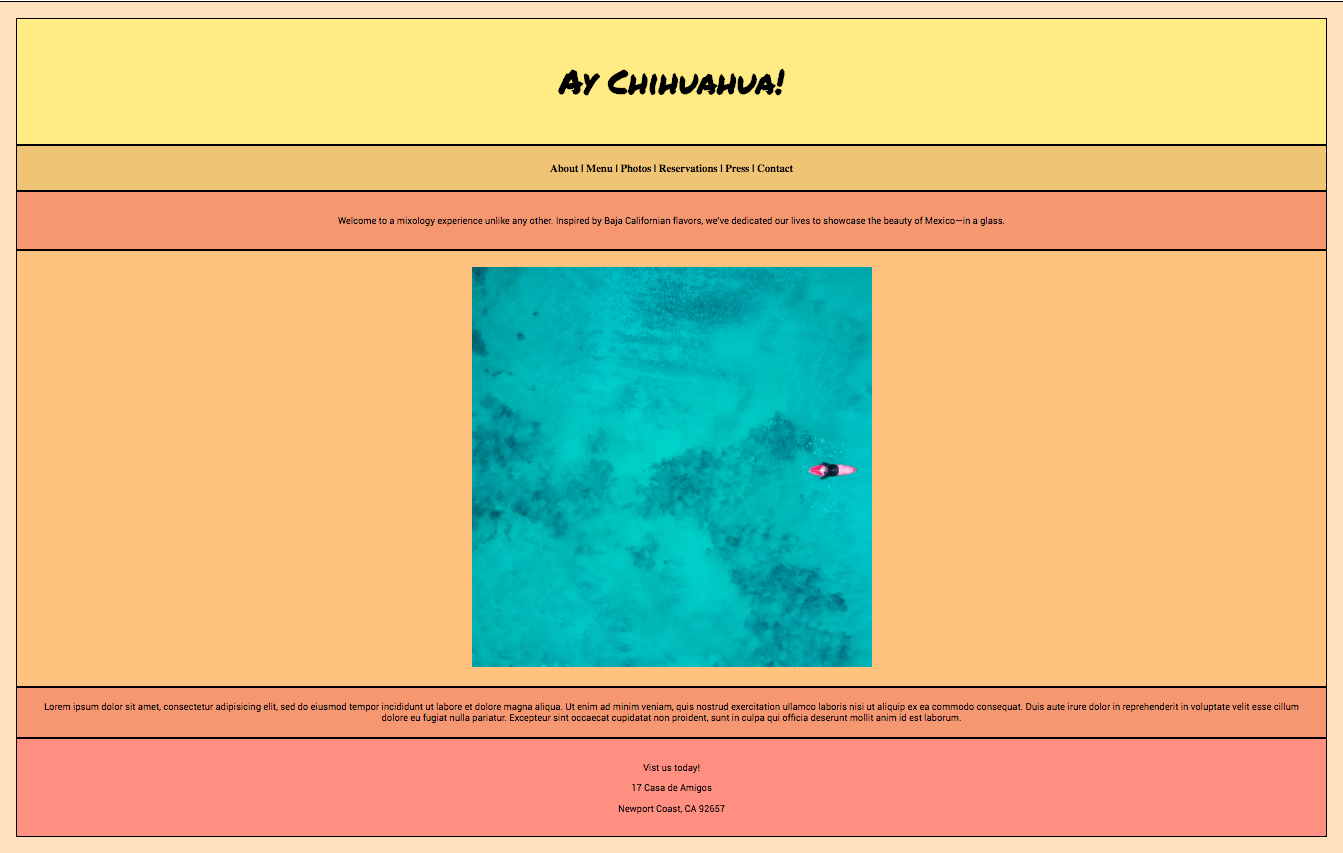 Ay Chihuahua!
About | Menu | Photos | Reservations | Press | Contact
Welcome to a mixology experience unlike any other. Inspired by Baja Californian flavors, we've dedicated our lives to showcase the beauty of Mexico—in a glass.
Lorem ipsum dolor sit amet, consectetur adipisicing elit, sed do eiusmod tempor incididunt ut labore et dolore magna aliqua. Ut enim ad minim veniam, quis nostrud exercitation ullamco laboris nisi ut aliquip ex ea commodo consequat. Duis aute irure dolor in reprehenderit in voluptate velit esse cillum
dolore eu fugiat nulla pariatur. Excepteur sint occaecat cupidatat non proident, sunt in culpa qui officia deserunt mollit anim id est laborum.
Vist us today!
17 Casa de Amigos
Newport Coast, CA 92657